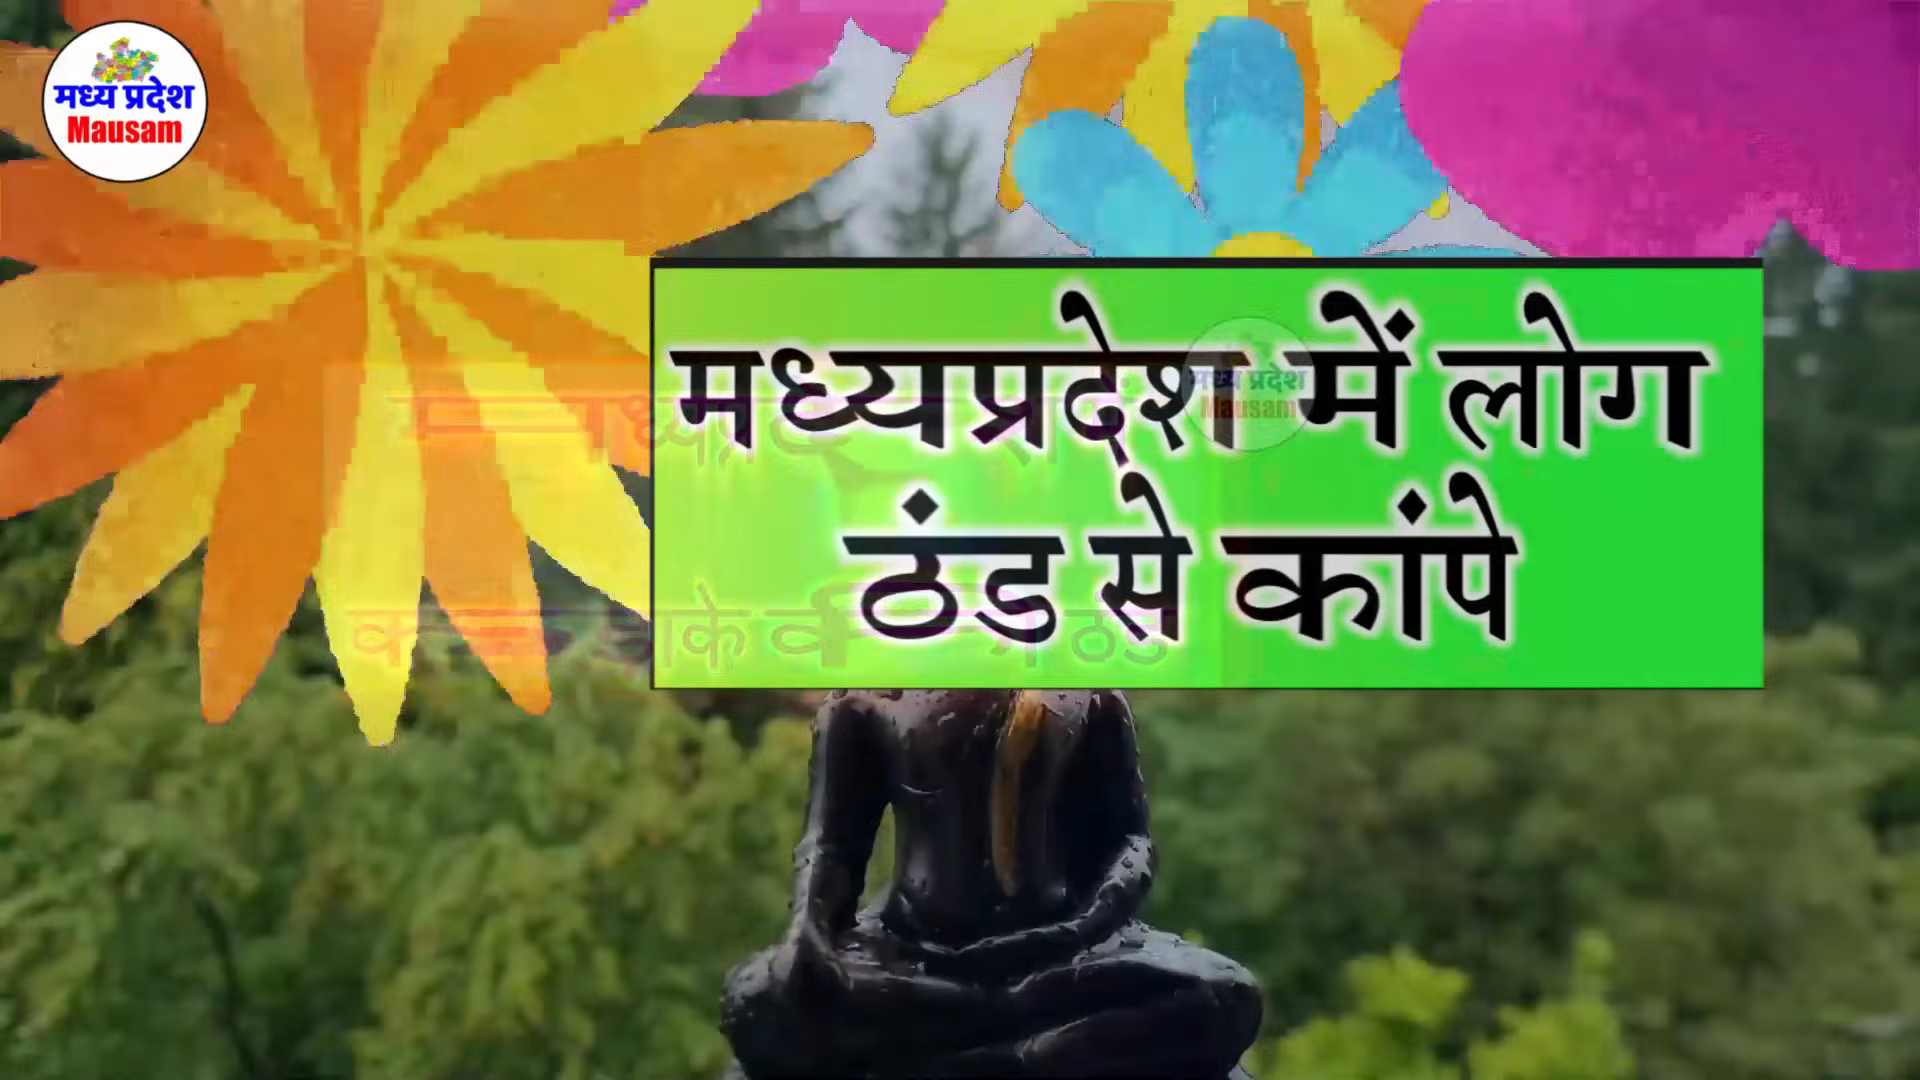 मध्य प्रदेश
Mausam
मध्यप्रदेश में लोग
ठंड से कांपे
मध्य प्रदेश
Mausam